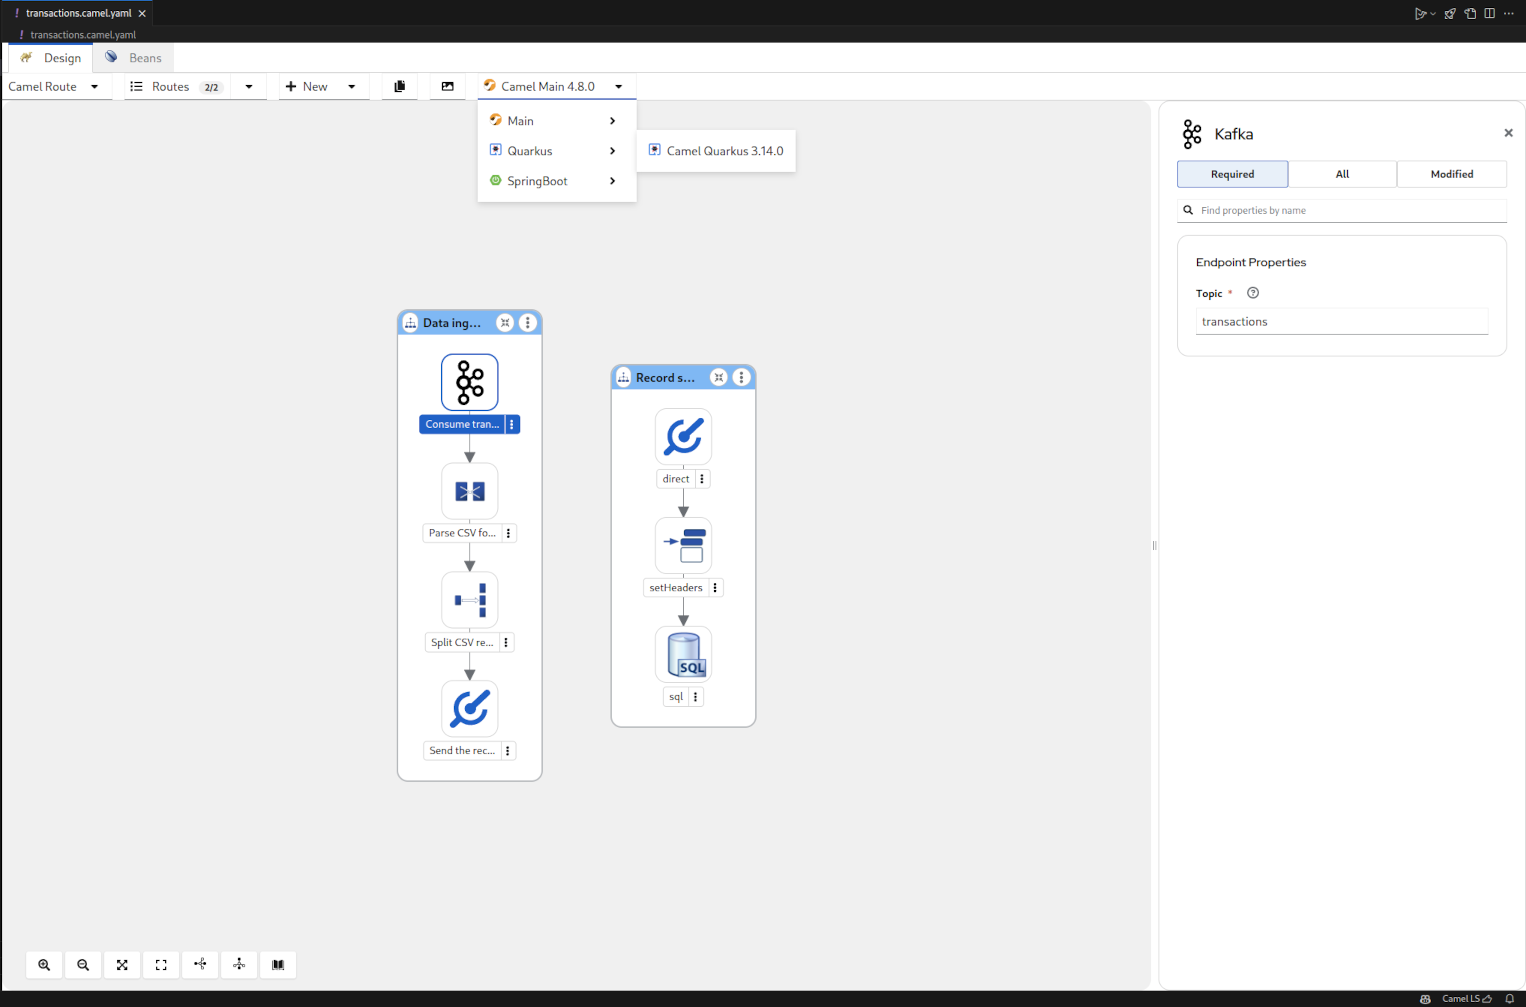 ! transactions.camel.yaml
! transactions.camel.yaml
Design Beans
Camel Route Routes 2/2 New Camel Main 4.8.0
Main
Quarkus
SpringBoot
Camel Quarkus 3.14.0
Data ing...
Consume tran...
Parse CSV fo...
Split CSV re...
Send the rec...
Record s...
direct
setHeaders
SQL
sql
Kafka
Required All Modified
Find properties by name
Endpoint Properties
Topic *
transactions
Camel LS